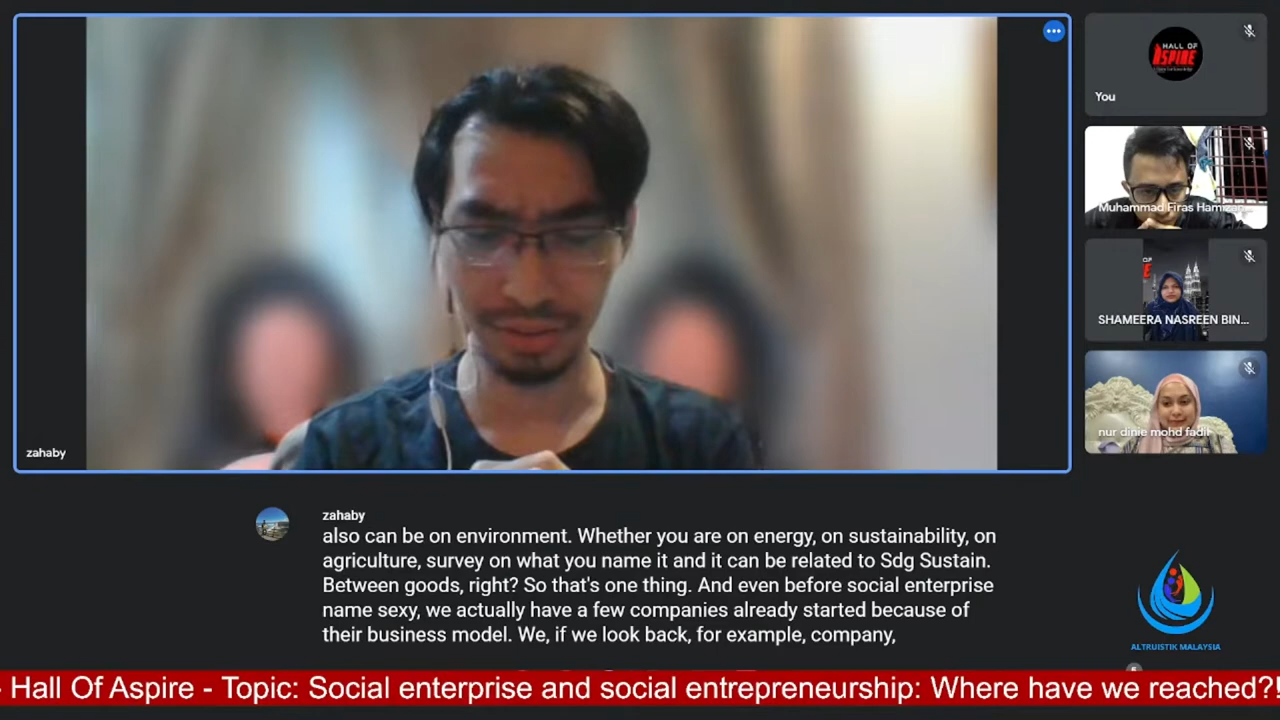 HALL OF
ASPIRE
You
Muhammad Firas Hamizan...
SHAMEERA NASREEN BIN...
nur dinie mohd fadil
zahaby
zahaby
also can be on environment. Whether you are on energy, on sustainability, on
agriculture, survey on what you name it and it can be related to Sdg Sustain.
Between goods, right? So that's one thing. And even before social enterprise
name sexy, we actually have a few companies already started because of
their business model. We, if we look back, for example, company,
ALTRUISTIK MALAYSIA
- Hall Of Aspire - Topic: Social enterprise and social entrepreneurship: Where have we reached?!